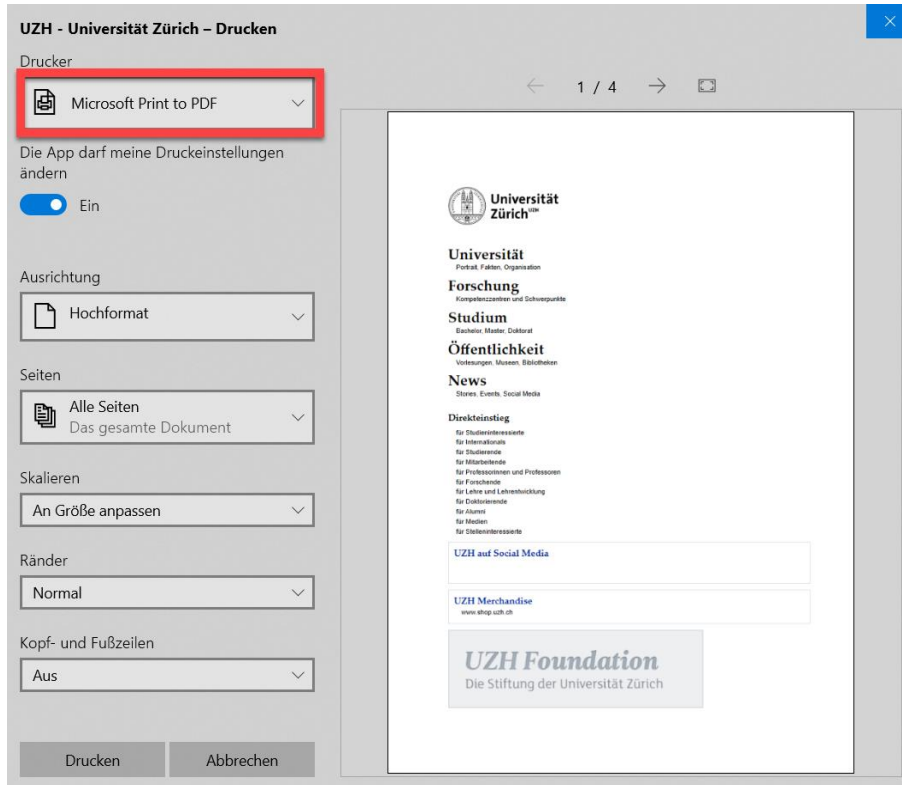 UZH - Universität Zürich – Drucken
Drucker
Microsoft Print to PDF
Die App darf meine Druckeinstellungen
ändern
Ein
Ausrichtung
Hochformat
Seiten
Alle Seiten
Das gesamte Dokument
Skalieren
An Größe anpassen
Ränder
Normal
Kopf- und Fußzeilen
Aus
Drucken Abbrechen
1 / 4
Universität
Zürich UZH
Universität
Portrait, Fakten, Organisation
Forschung
Kompetenzzentren und Schwerpunkte
Studium
Bachelor, Master, Doktorat
Öffentlichkeit
Vorlesungen, Museen, Bibliotheken
News
Stories, Events, Social Media
Direkteinstieg
für Studieninteressierte
für Internationals
für Studierende
für Mitarbeitende
für Professorinnen und Professoren
für Forschende
für Lehre und Lehrentwicklung
für Doktorierende
für Alumni
für Medien
für Stelleninteressierte
UZH auf Social Media
UZH Merchandise
www.shop.uzh.ch
UZH Foundation
Die Stiftung der Universität Zürich